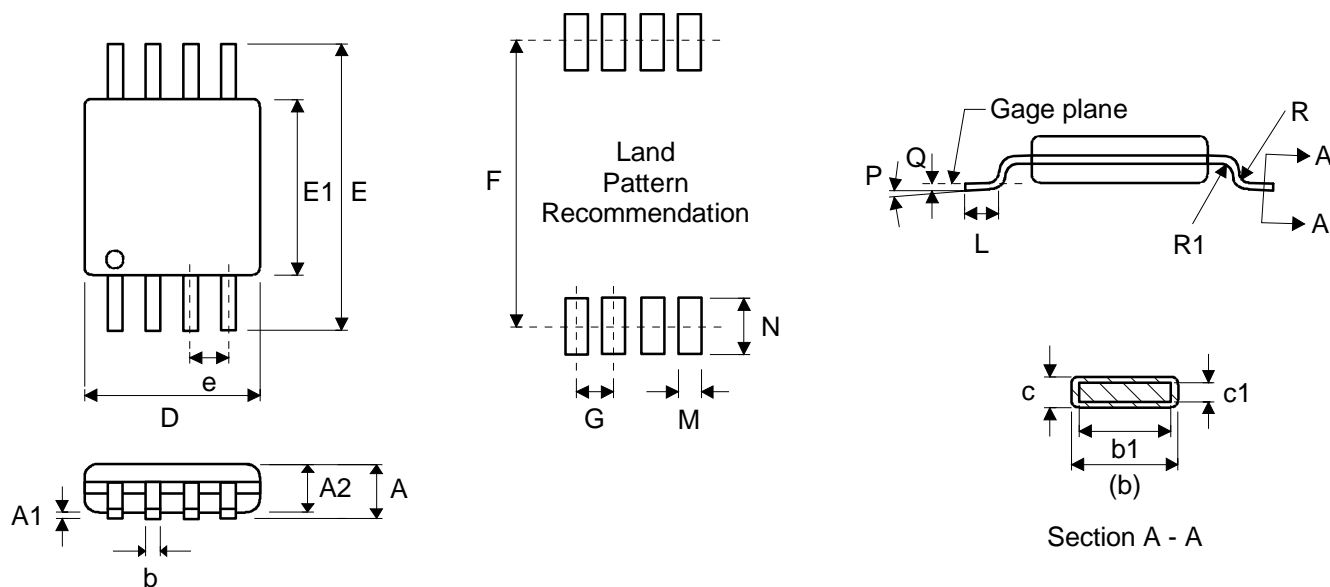 E1
E
e
D
A1
A2
A
b
F
Land
Pattern
Recommendation
N
G
M
Gage plane
R
Q
P
A
A
L
R1
c
c1
b1
(b)
Section A - A